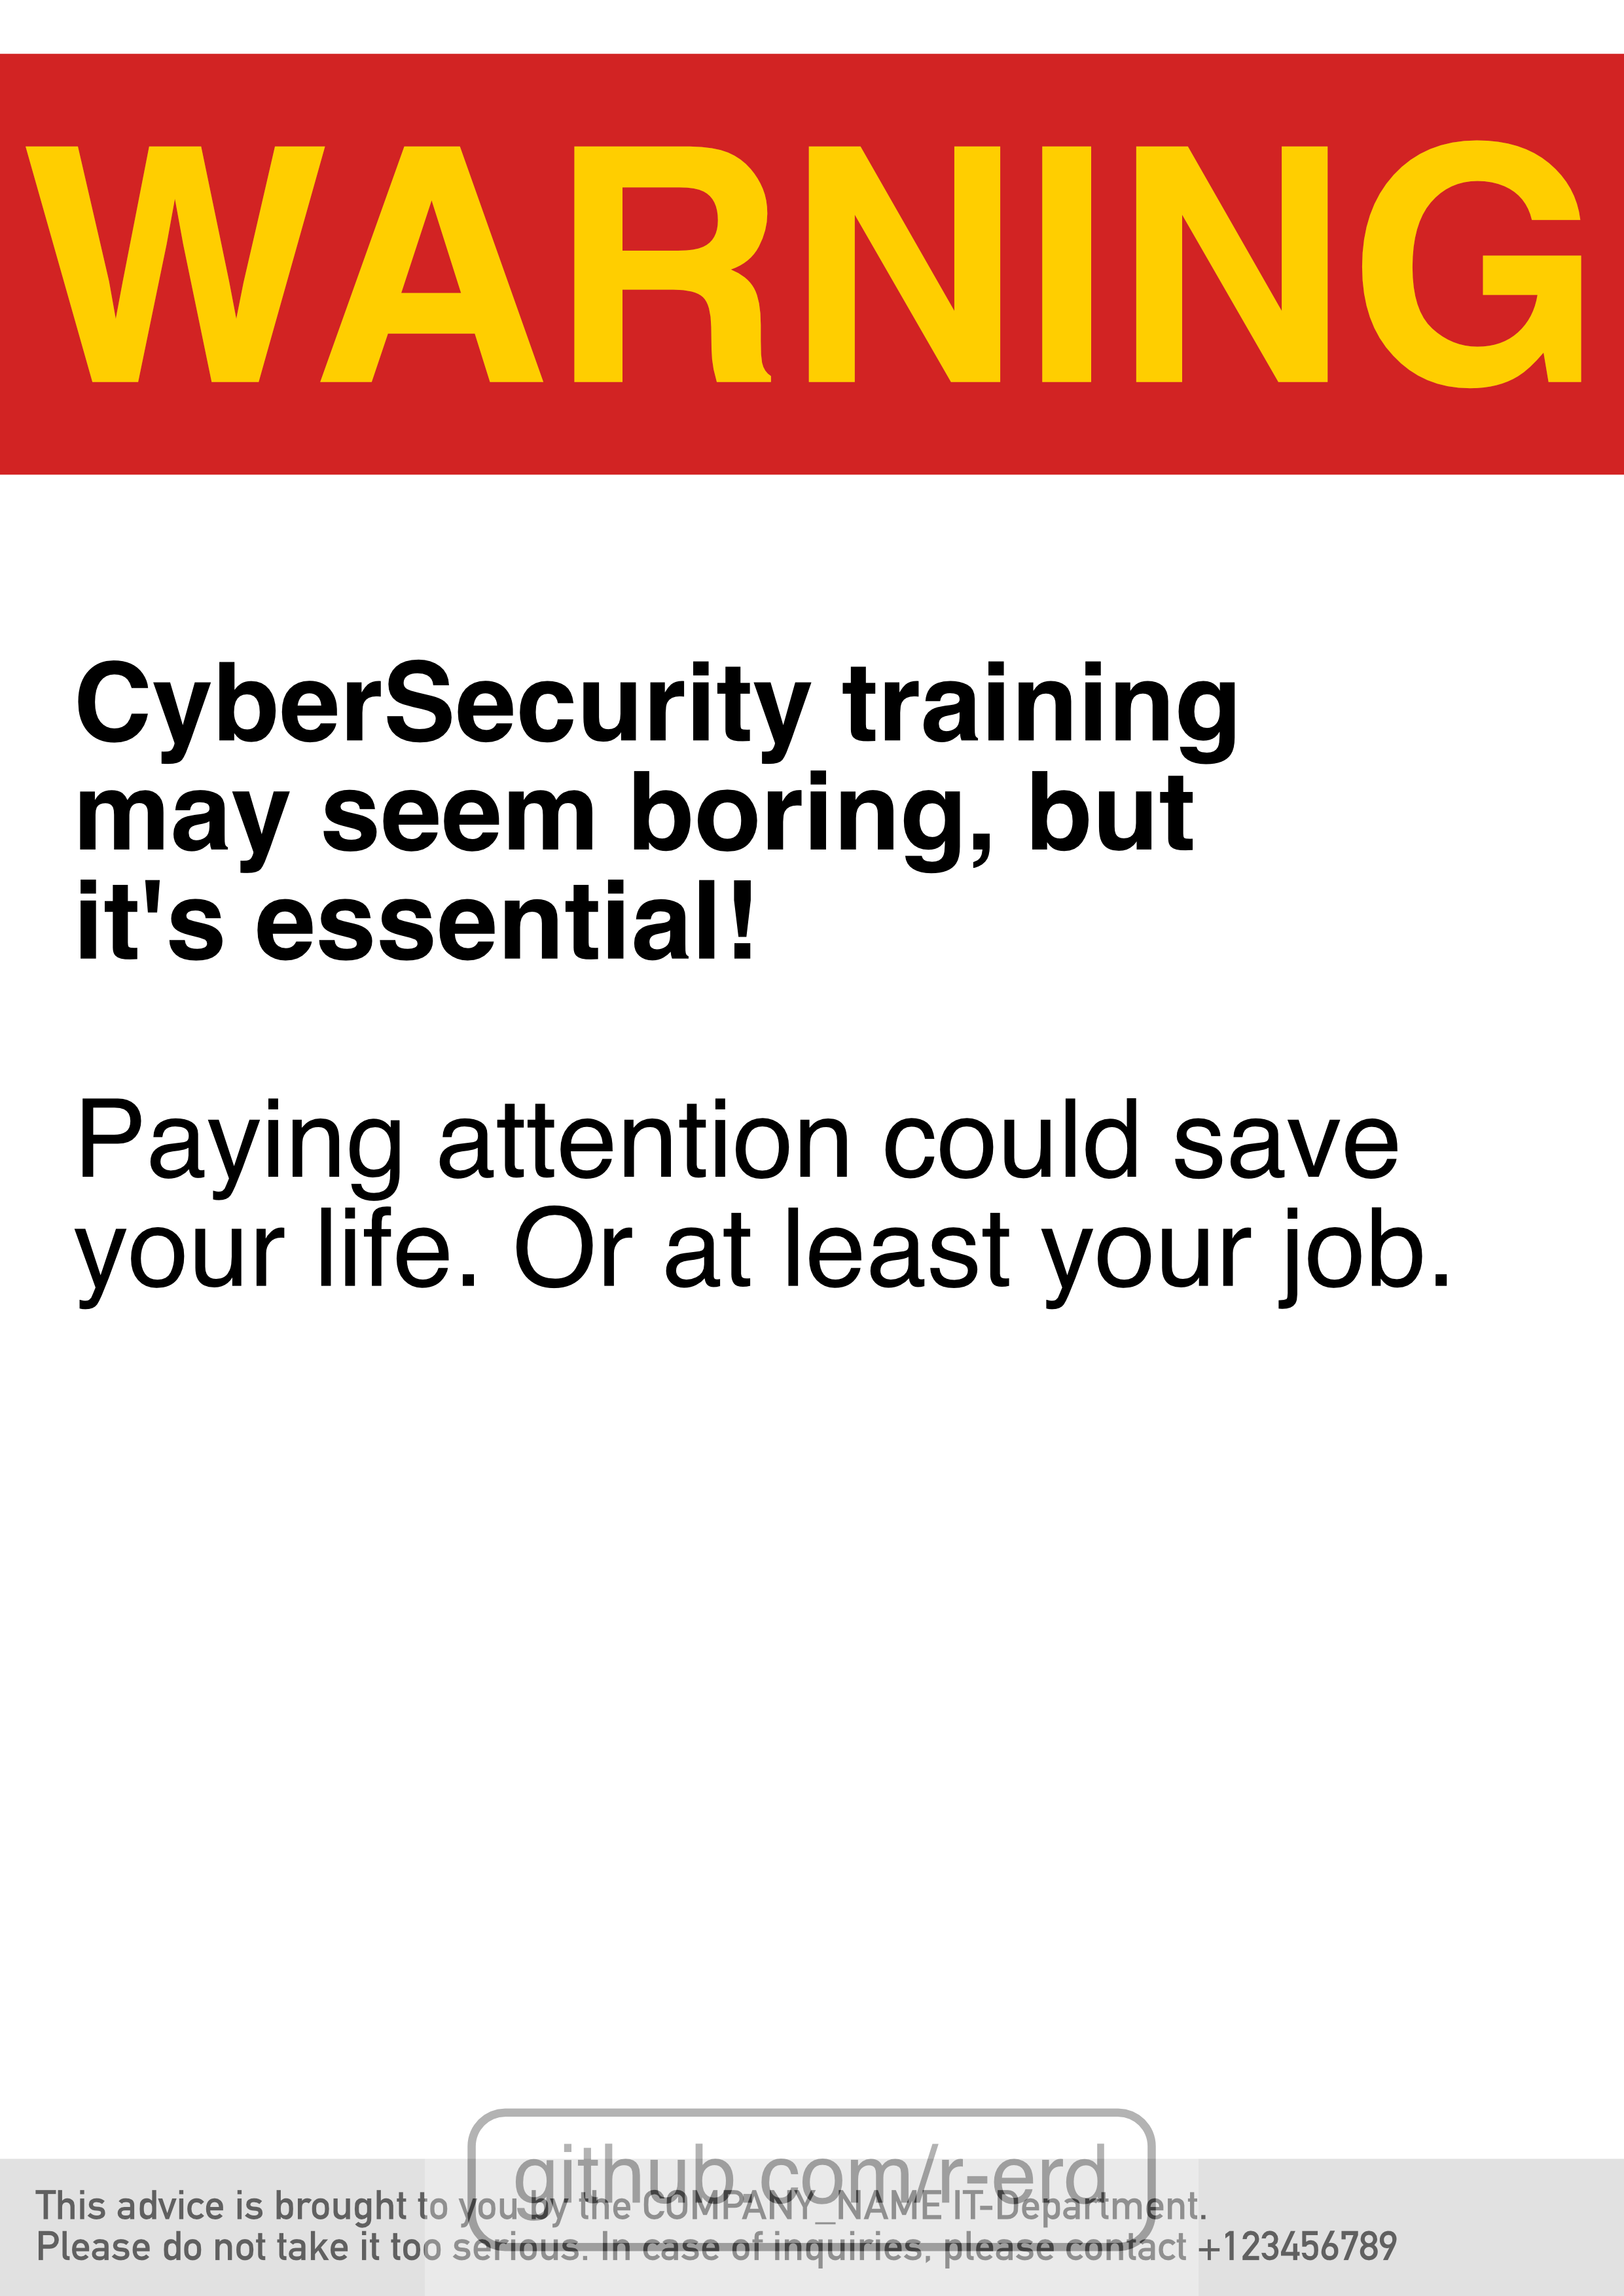 WARNING
CyberSecurity training
may seem boring, but
it's essential!
Paying attention could save
your life. Or at least your job.
github.com/r-erd
This advice is brought to you by the COMPANY_NAME IT-Department.
Please do not take it too serious. In case of inquiries, please contact +123456789